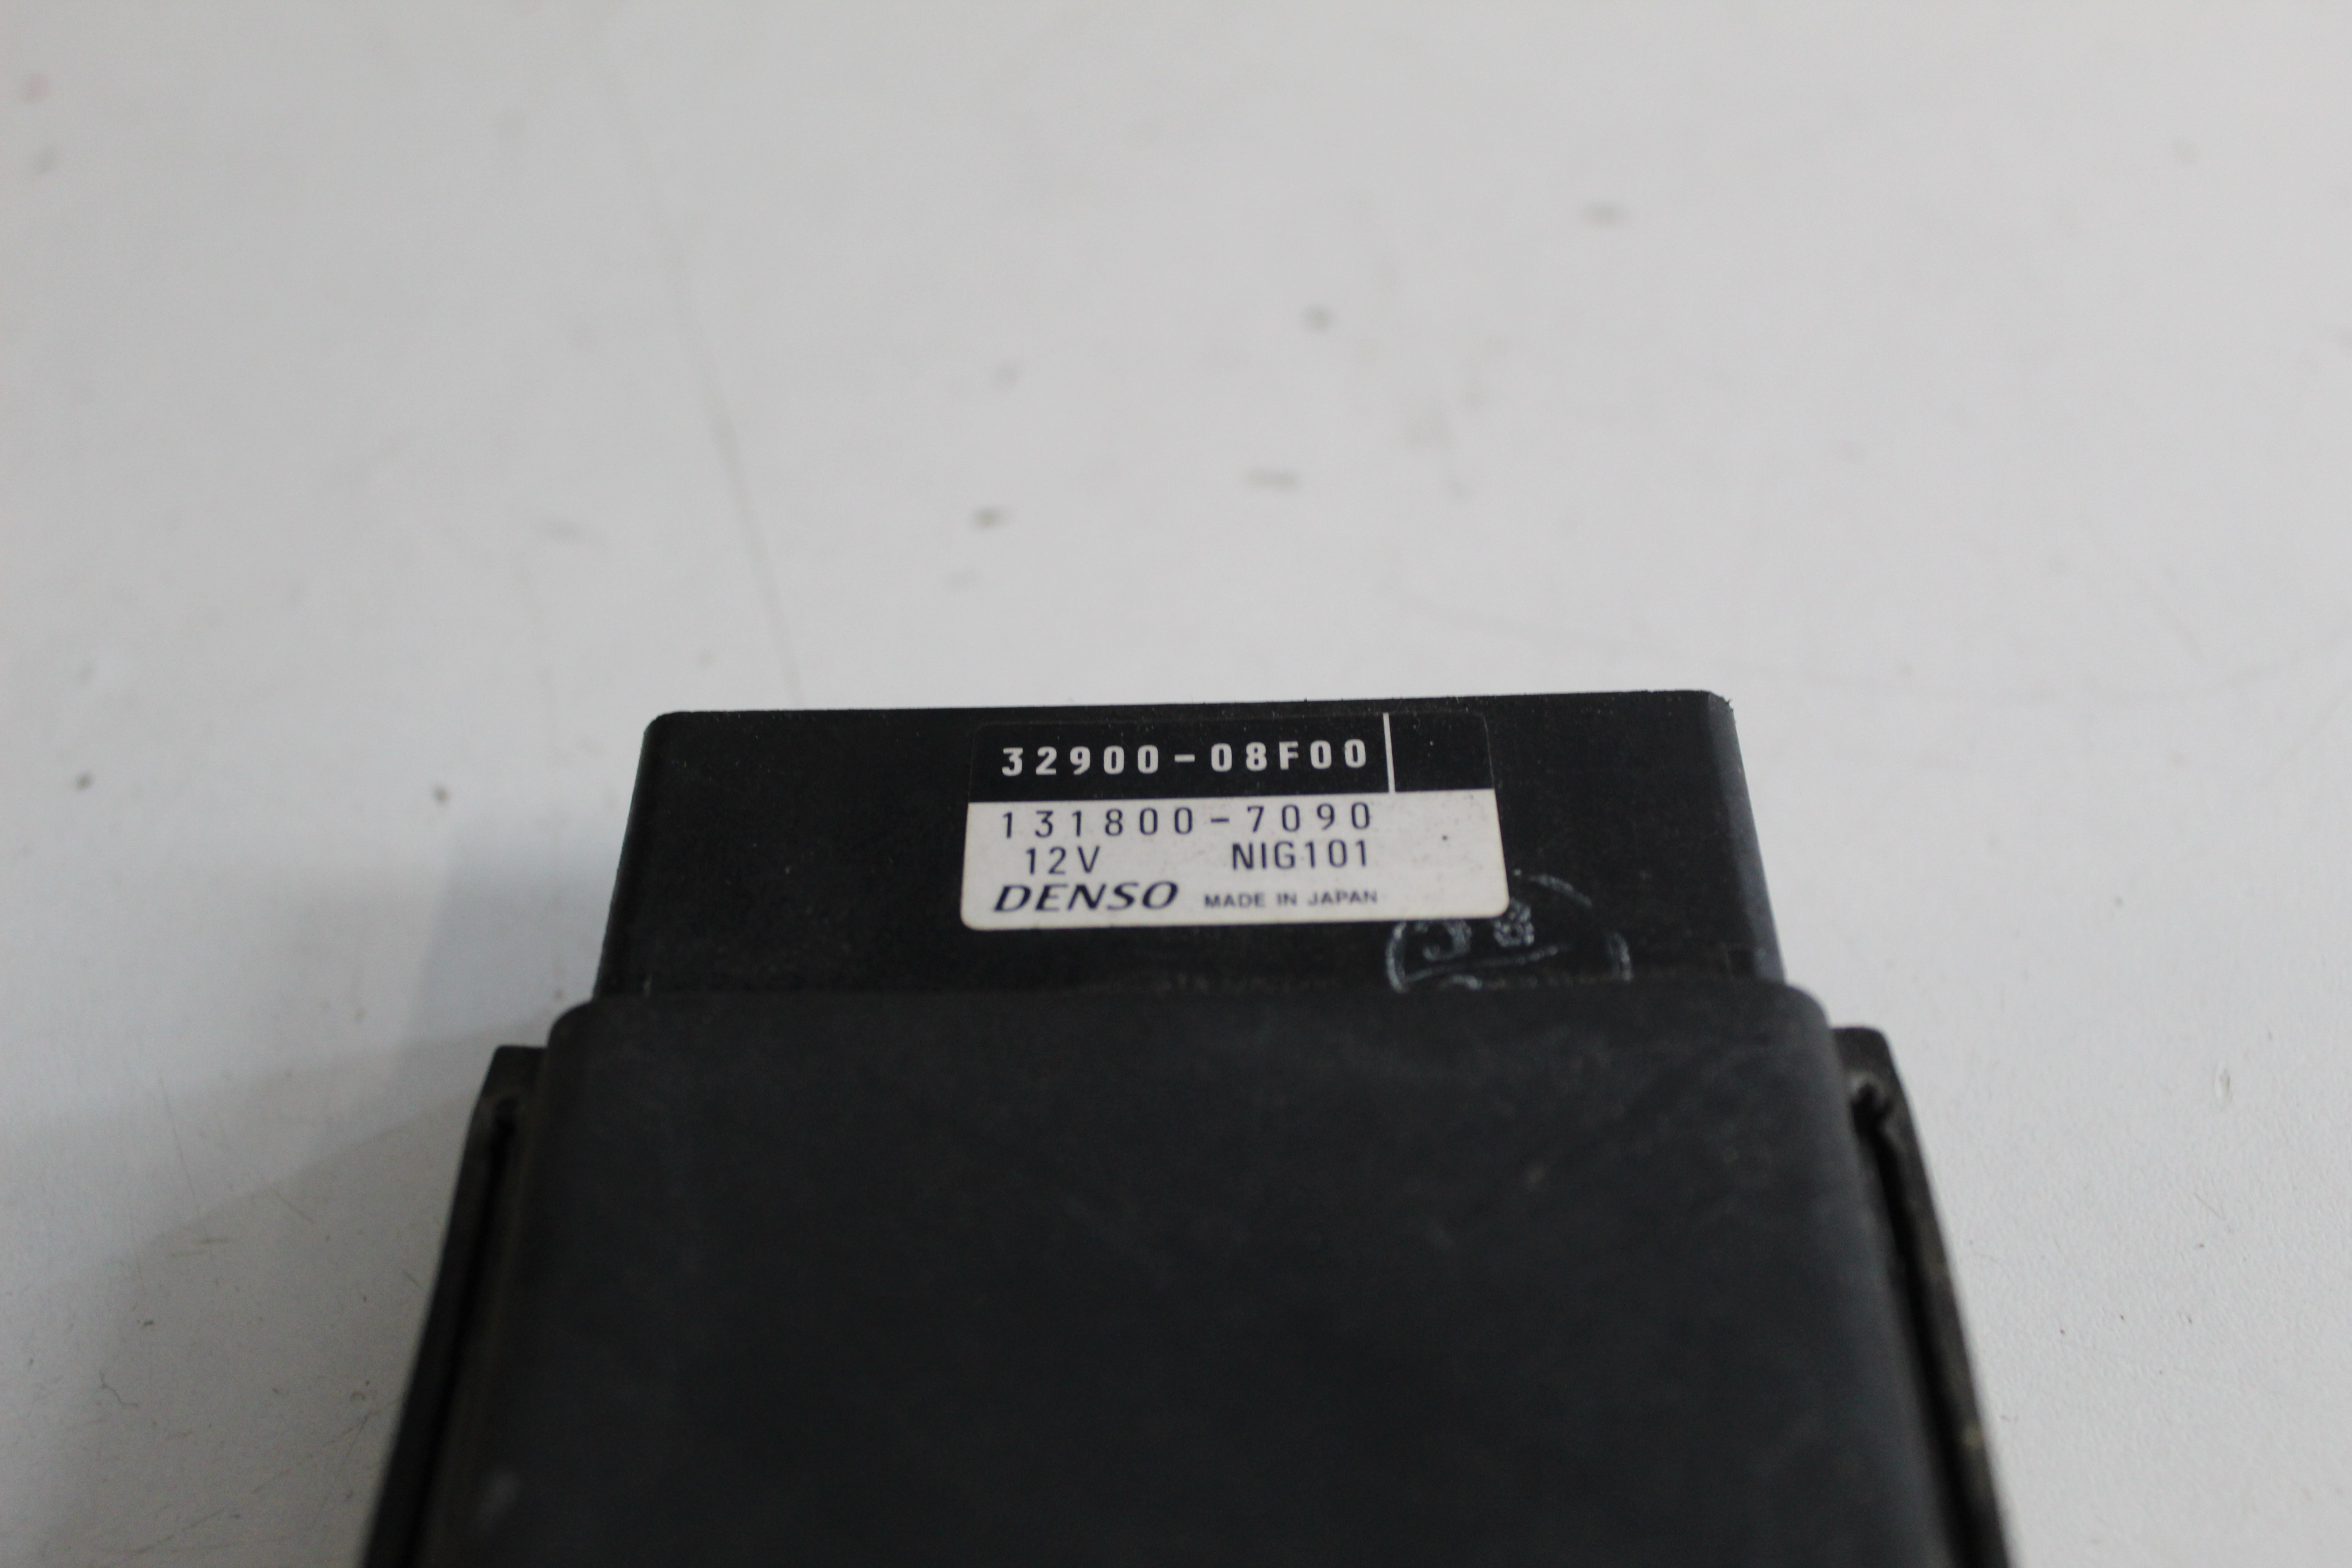 32900-08F00
131800-7090
12V NIG101
DENSO MADE IN JAPAN